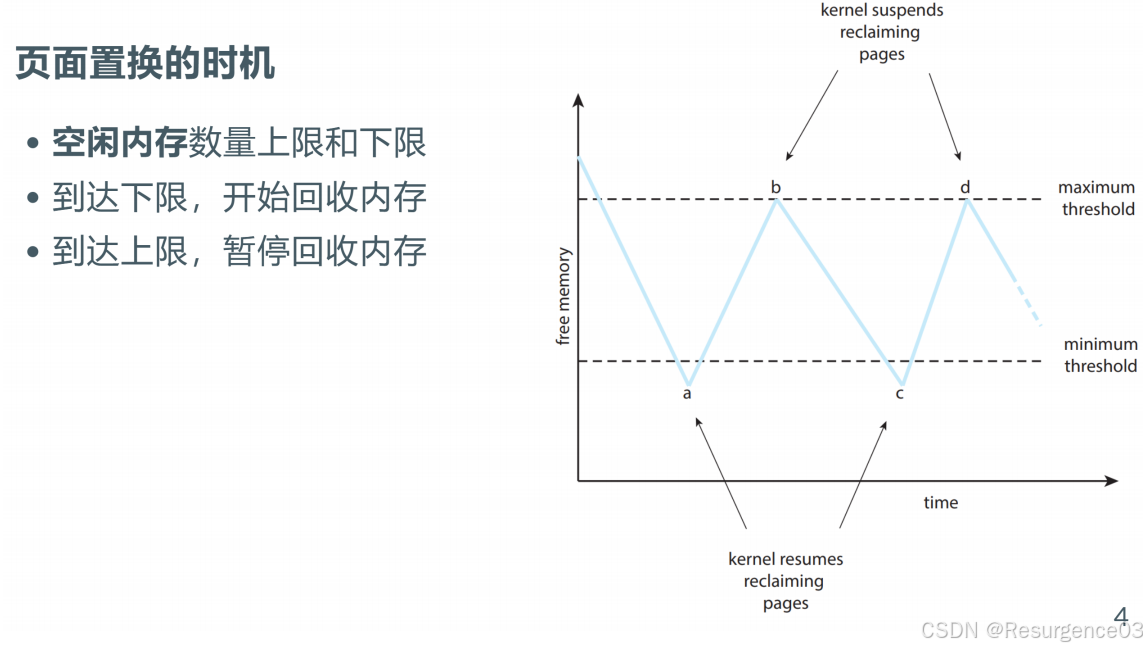 页面置换的时机
• 空闲内存数量上限和下限
• 到达下限，开始回收内存
• 到达上限，暂停回收内存
kernel suspends
reclaiming
pages
b
d
maximum
threshold
free memory
minimum
threshold
a
c
time
kernel resumes
reclaiming
pages
4
CSDN @Resurgence03